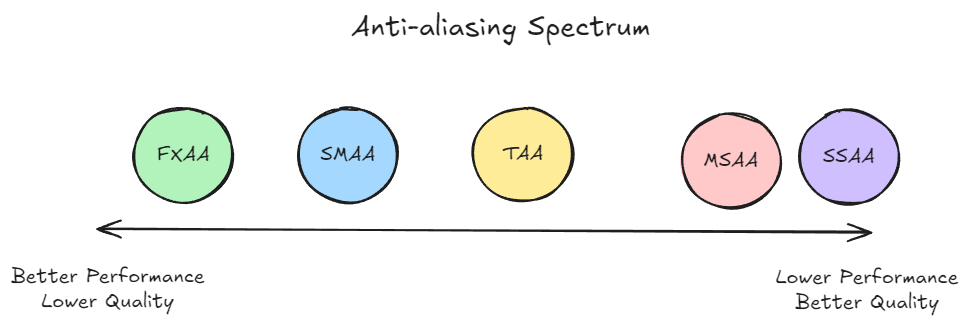 Anti-aliasing Spectrum
FXAA
SMAA
TAA
MSAA
SSAA
Better Performance
Lower Quality
Lower Performance
Better Quality